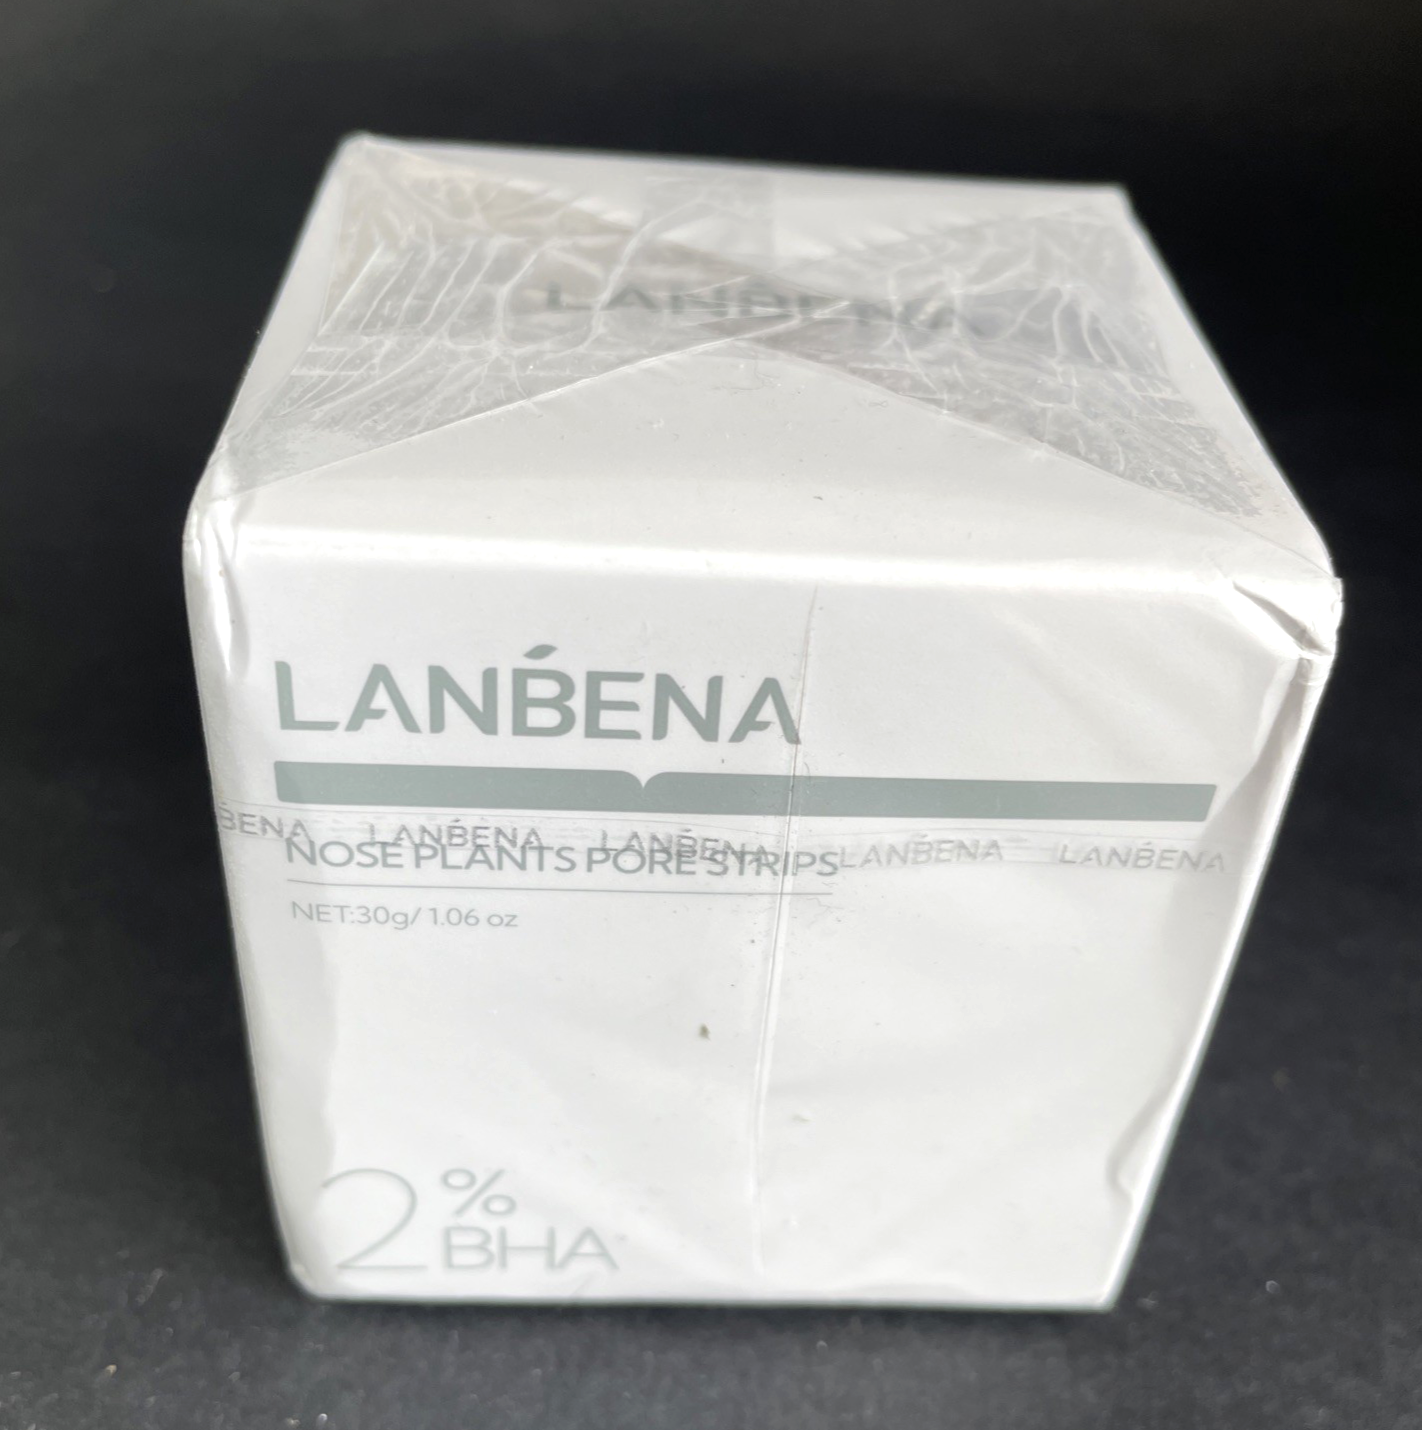 LANBENA
LANBENA
BENA LANBENA LANBENA LANBENA LANBENA
NOSE PLANTS PORE STRIPS
NET:30g/ 1.06 oz
2%
BHA